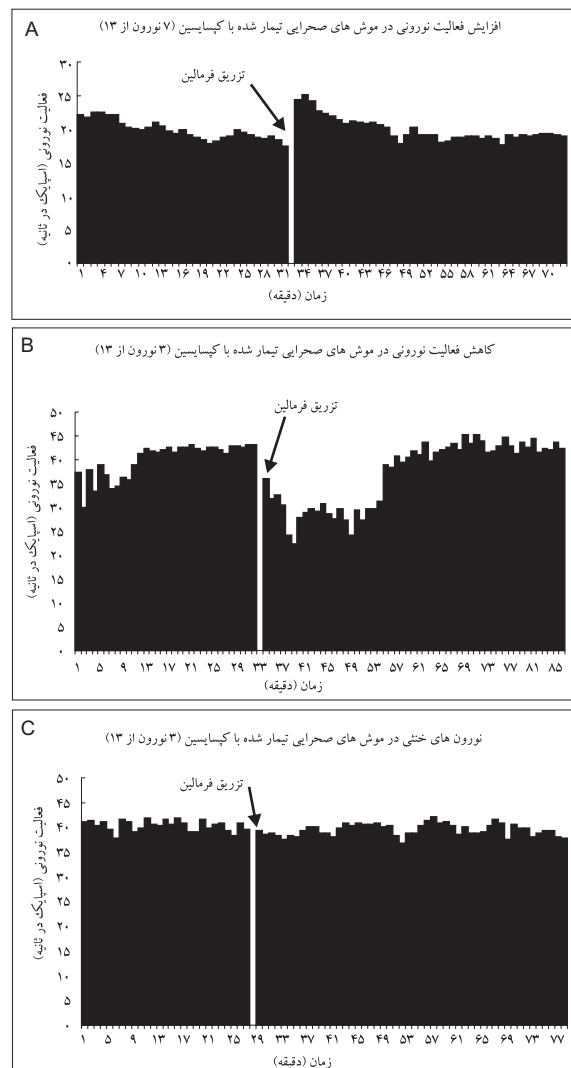 A
افزایش فعالیت نورونی در موش های صحرایی تیمار شده با کپسایسین (۷ نورون از ۱۳)
تزریق فرمالین
فعالیت نورونی (اسپایک در ثانیه)
۳۰
۲۵
۲۰
۱۵
۱۰
۵
۰
۱ ۴ ۷ ۱۰ ۱۳ ۱۶ ۱۹ ۲۲ ۲۵ ۲۸ ۳۱ ۳۴ ۳۷ ۴۰ ۴۳ ۴۶ ۴۹ ۵۲ ۵۵ ۵۸ ۶۱ ۶۴ ۶۷ ۷۰
زمان (دقیقه)
B
کاهش فعالیت نورونی در موش های صحرایی تیمار شده با کپسایسین (۳ نورون از ۱۳)
تزریق فرمالین
فعالیت نورونی (اسپایک در ثانیه)
۵۰
۴۵
۴۰
۳۵
۳۰
۲۵
۲۰
۱۵
۱۰
۵
۰
۱ ۵ ۹ ۱۳ ۱۷ ۲۱ ۲۵ ۲۹ ۳۳ ۳۷ ۴۱ ۴۵ ۴۹ ۵۳ ۵۷ ۶۱ ۶۵ ۶۹ ۷۳ ۷۷ ۸۱ ۸۵
زمان (دقیقه)
C
نورون های خنثی در موش های صحرایی تیمار شده با کپسایسین (۳ نورون از ۱۳)
تزریق فرمالین
فعالیت نورونی (اسپایک در ثانیه)
۵۰
۴۵
۴۰
۳۵
۳۰
۲۵
۲۰
۱۵
۱۰
۵
۰
۱ ۵ ۹ ۱۳ ۱۷ ۲۱ ۲۵ ۲۹ ۳۳ ۳۷ ۴۱ ۴۵ ۴۹ ۵۳ ۵۷ ۶۱ ۶۵ ۶۹ ۷۳ ۷۷
زمان (دقیقه)